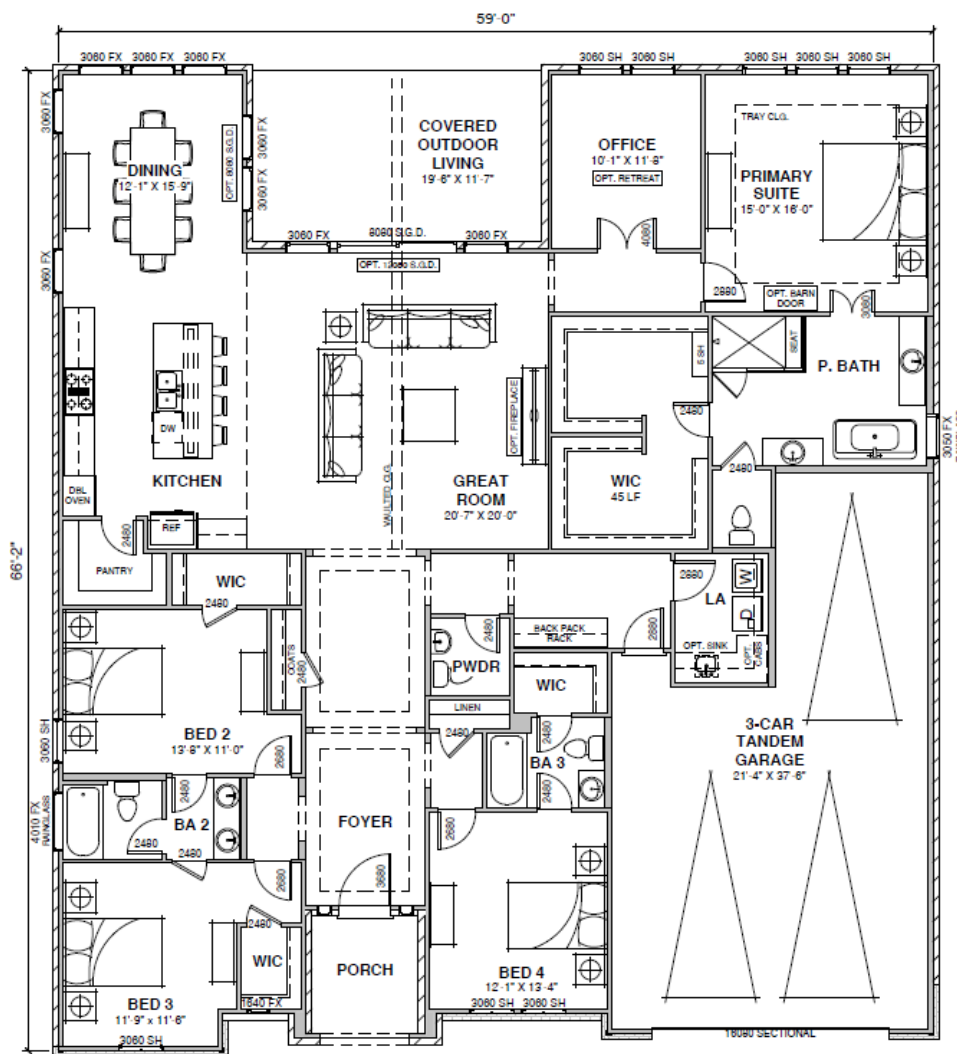 59'-0"
3060 FX
3060 FX
3060 FX
3060 SH
3060 SH
3060 SH
3060 SH
3060 SH
3060 FX
3060 FX
3060 FX
3060 FX
OPT. 8080 S.G.D.
DINING
12'-1" X 15'-9"
COVERED
OUTDOOR
LIVING
19'-6" X 11'-7"
OFFICE
10'-1" X 11'-8"
OPT. RETREAT
4080
TRAY CLG.
PRIMARY
SUITE
15'-0" X 16'-0"
3060 FX
8080 S.G.D.
3060 FX
OPT. 12080 S.G.D.
2880
OPT. BARN
DOOR
3080
SEAT
5 SH
P. BATH
DW
KITCHEN
DBL
OVEN
REF
2480
PANTRY
VAULTED CLG.
OPT. FIREPLACE
GREAT
ROOM
20'-7" X 20'-0"
WIC
45 LF
2480
2480
3050 FX
66'-2"
WIC
2480
COATS
2480
2480
PWDR
BACK PACK
RACK
2880
2880
LA
W
D
OPT. SINK
OPT.
CABS
WIC
LINEN
2480
2480
BA 3
2480
3060 SH
BED 2
13'-8" X 11'-0"
2680
3-CAR
TANDEM
GARAGE
21'-4" X 37'-6"
4010 FX
RAINGLASS
2480
BA 2
2480
2480
FOYER
3680
2680
2680
2480
WIC
BED 3
11'-9" x 11'-6"
1640 FX
3060 SH
PORCH
BED 4
12'-1" X 13'-4"
3060 SH
3060 SH
16080 SECTIONAL